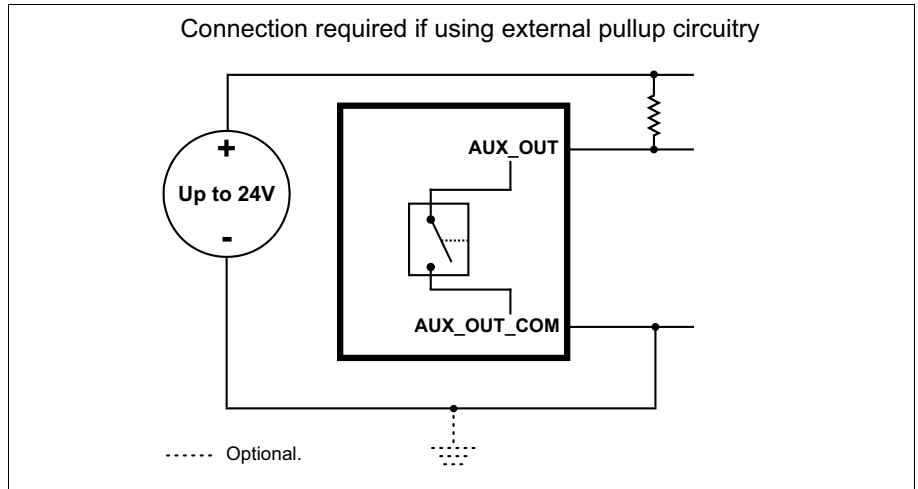 Connection required if using external pullup circuitry
+
AUX_OUT
Up to 24V
-
AUX_OUT_COM
Optional.